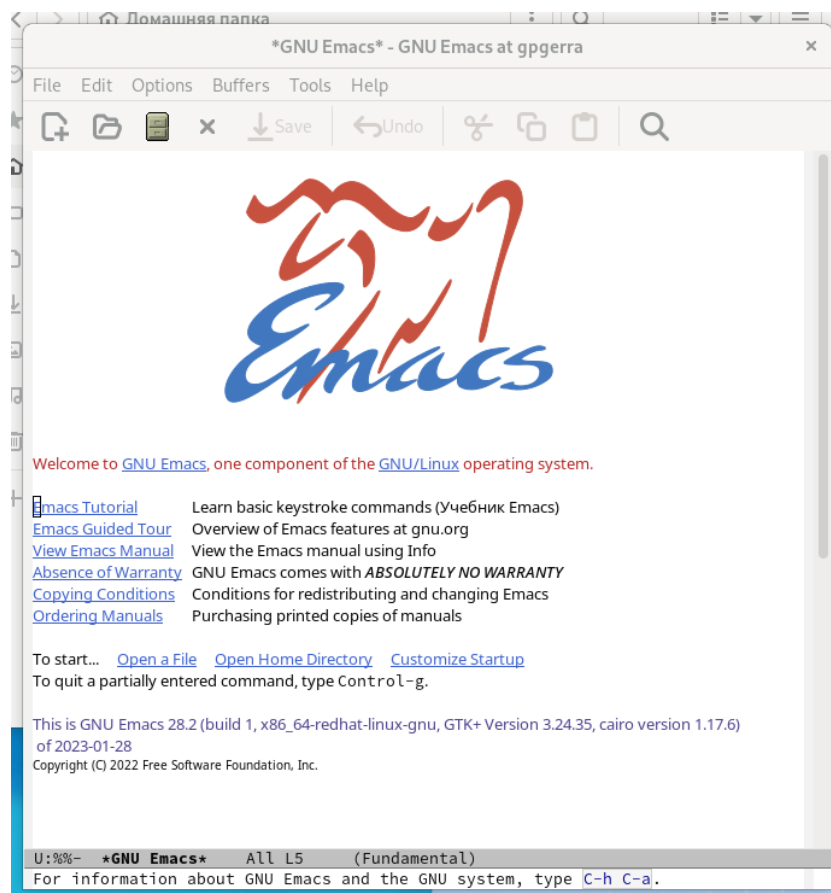 Домашняя папка
*GNU Emacs* - GNU Emacs at gpgerra
File Edit Options Buffers Tools Help
Save Undo
Emacs
Welcome to GNU Emacs, one component of the GNU/Linux operating system.
Emacs Tutorial Learn basic keystroke commands (Учебник Emacs)
Emacs Guided Tour Overview of Emacs features at gnu.org
View Emacs Manual View the Emacs manual using Info
Absence of Warranty GNU Emacs comes with ABSOLUTELY NO WARRANTY
Copying Conditions Conditions for redistributing and changing Emacs
Ordering Manuals Purchasing printed copies of manuals
To start... Open a File Open Home Directory Customize Startup
To quit a partially entered command, type Control-g.
This is GNU Emacs 28.2 (build 1, x86_64-redhat-linux-gnu, GTK+ Version 3.24.35, cairo version 1.17.6)
of 2023-01-28
Copyright (C) 2022 Free Software Foundation, Inc.
U:%%- *GNU Emacs* All L5 (Fundamental)
For information about GNU Emacs and the GNU system, type C-h C-a.